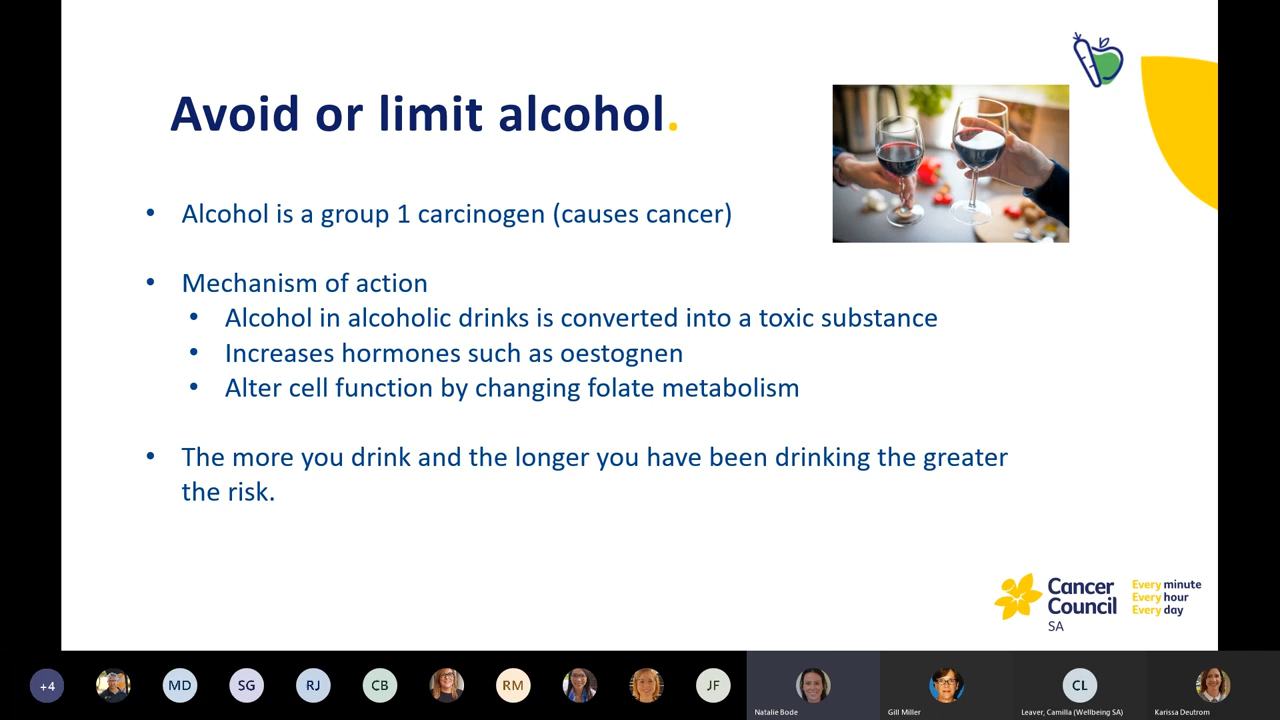 Avoid or limit alcohol.
• Alcohol is a group 1 carcinogen (causes cancer)
• Mechanism of action
• Alcohol in alcoholic drinks is converted into a toxic substance
• Increases hormones such as oestognen
• Alter cell function by changing folate metabolism
• The more you drink and the longer you have been drinking the greater
the risk.
Cancer
Council
SA
Every minute
Every hour
Every day
+4
MD
SG
RJ
CB
RM
JF
CL
Natalie Bode
Gill Miller
Leaver, Camilla (Wellbeing SA)
Karissa Deutrom